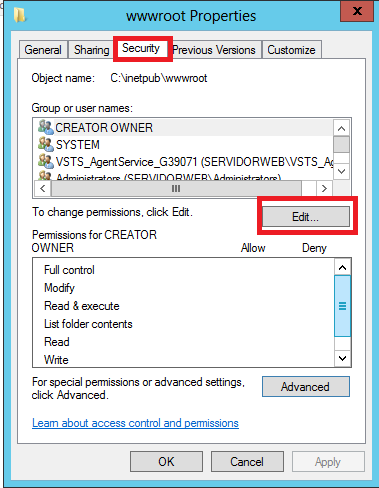 wwwroot Properties
General Sharing Security Previous Versions Customize
Object name: C:\inetpub\wwwroot
Group or user names:
CREATOR OWNER
SYSTEM
VSTS_AgentService_G39071 (SERVIDORWEB\VSTS_Ag
Administrators (SERVIDORWEB\Administrators)
To change permissions, click Edit.
Edit...
Permissions for CREATOR
OWNER Allow Deny
Full control
Modify
Read & execute
List folder contents
Read
Write
For special permissions or advanced settings,
click Advanced.
Advanced
Learn about access control and permissions
OK Cancel Apply